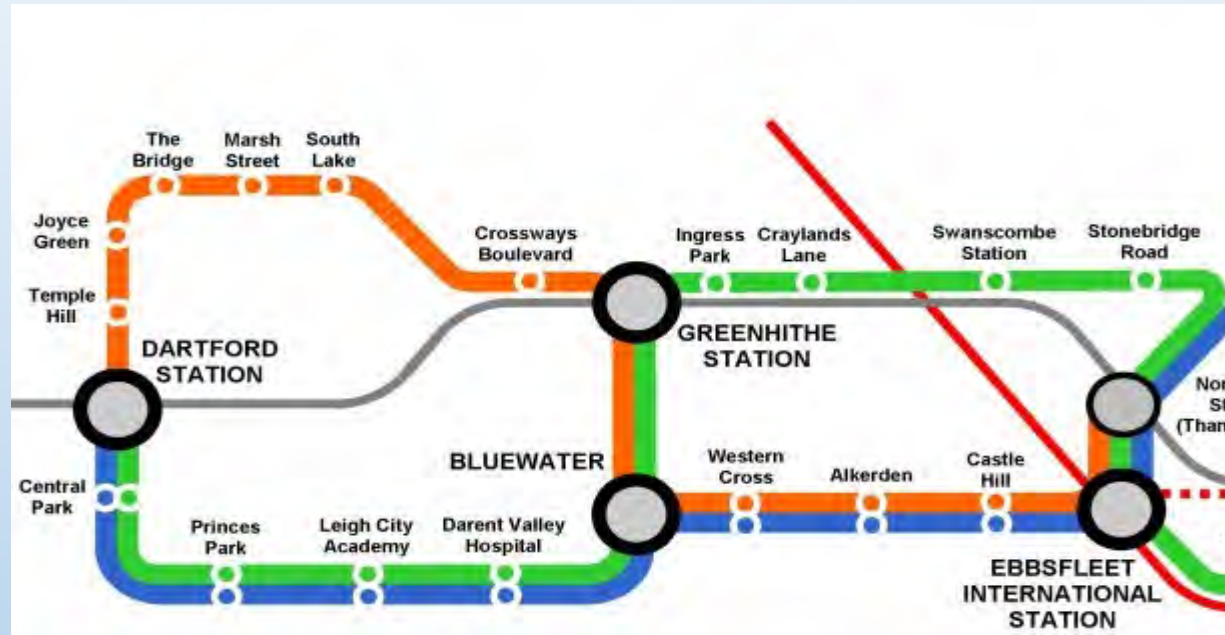 The
Bridge
Marsh
Street
South
Lake
Joyce
Green
Temple
Hill
Crossways
Boulevard
Ingress
Park
Craylands
Lane
Swanscombe
Station
Stonebridge
Road
DARTFORD
STATION
GREENHITHE
STATION
BLUEWATER
Central
Park
Princes
Park
Leigh City
Academy
Darent Valley
Hospital
Western
Cross
Alkerden
Castle
Hill
EBBSFLEET
INTERNATIONAL
STATION